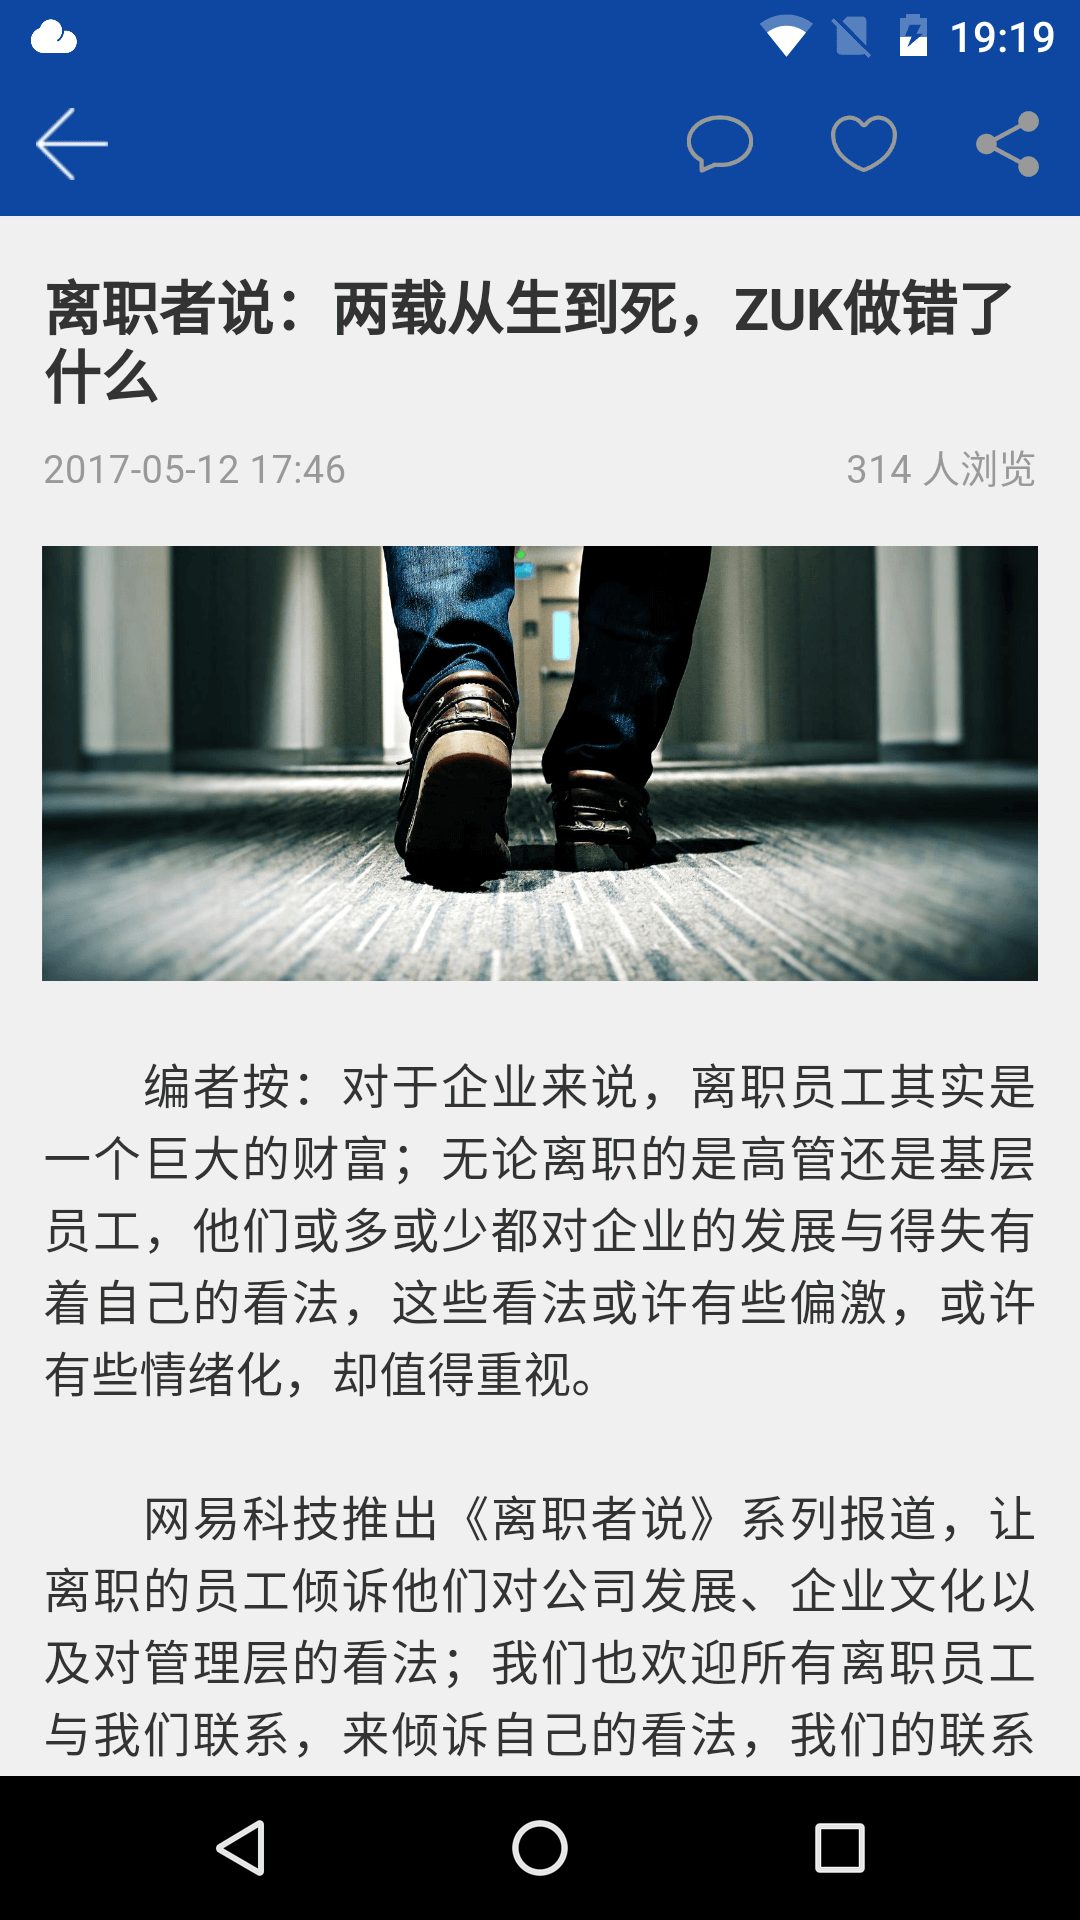 19:19
离职者说：两载从生到死，ZUK做错了
什么
2017-05-12 17:46
314 人浏览
编者按：对于企业来说，离职员工其实是
一个巨大的财富；无论离职的是高管还是基层
员工，他们或多或少都对企业的发展与得失有
着自己的看法，这些看法或许有些偏激，或许
有些情绪化，却值得重视。
网易科技推出《离职者说》系列报道，让
离职的员工倾诉他们对公司发展、企业文化以
及对管理层的看法；我们也欢迎所有离职员工
与我们联系，来倾诉自己的看法，我们的联系